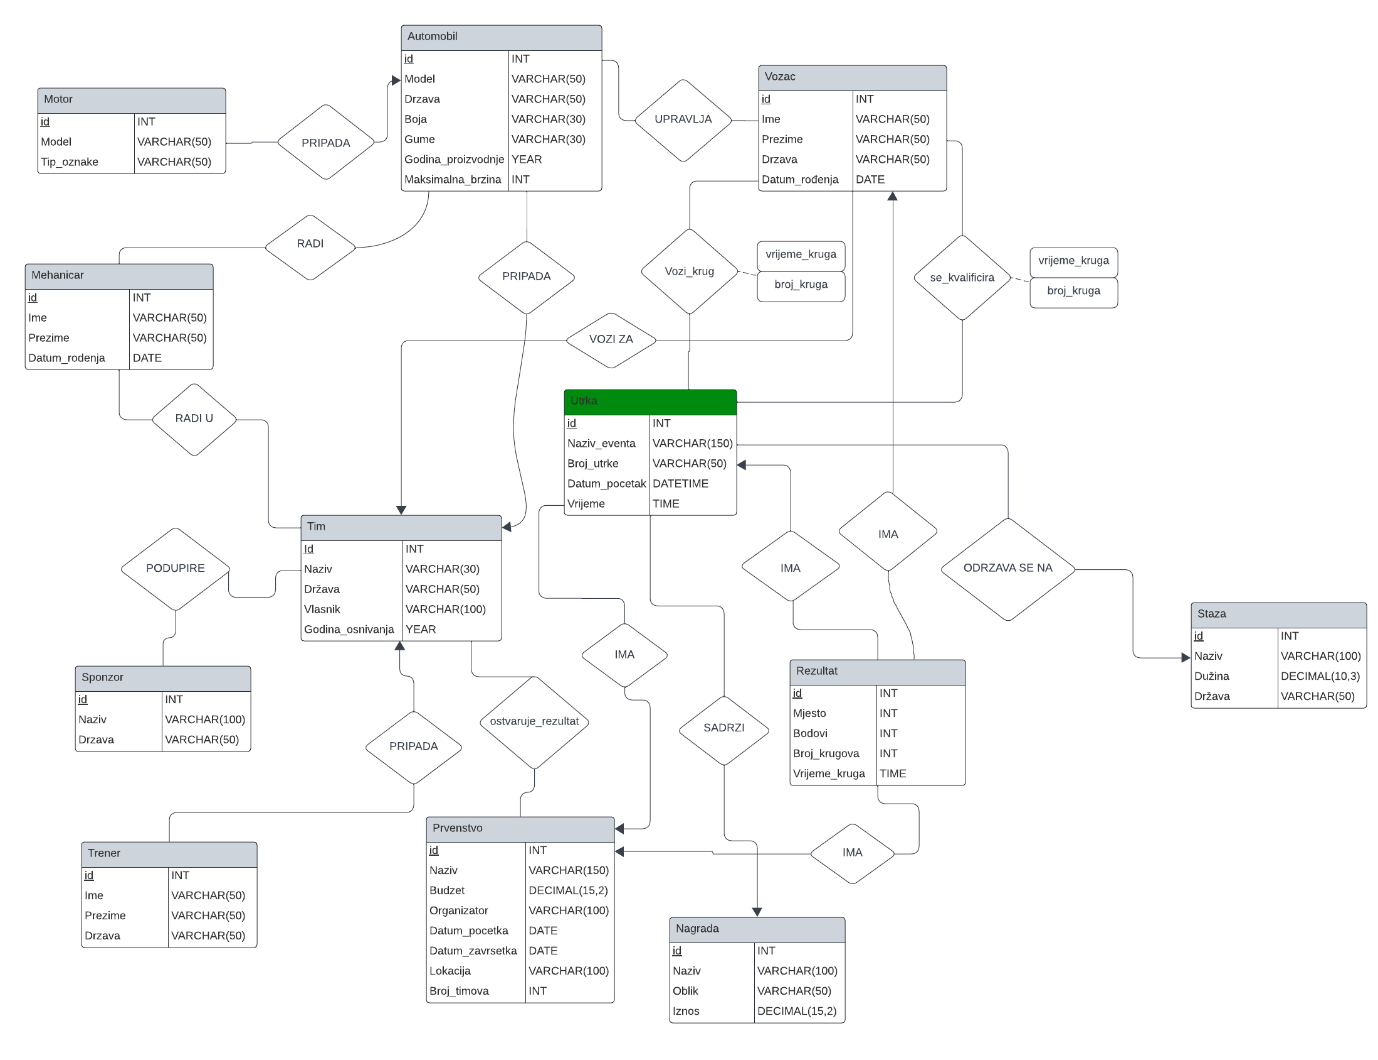 Automobil
id INT
Model VARCHAR(50)
Drzava VARCHAR(50)
Boja VARCHAR(30)
Gume VARCHAR(30)
Godina_proizvodnje YEAR
Maksimalna_brzina INT
Vozac
id INT
Ime VARCHAR(50)
Prezime VARCHAR(50)
Drzava VARCHAR(50)
Datum_rođenja DATE
Motor
id INT
Model VARCHAR(50)
Tip_oznake VARCHAR(50)
PRIPADA
UPRAVLJA
RADI
PRIPADA
Vozi_krug
vrijeme_kruga
broj_kruga
se_kvalificira
vrijeme_kruga
broj_kruga
Mehanicar
id INT
Ime VARCHAR(50)
Prezime VARCHAR(50)
Datum_rodenja DATE
VOZI ZA
RADI U
Utrka
id INT
Naziv_eventa VARCHAR(150)
Broj_utrke VARCHAR(50)
Datum_pocetak DATETIME
Vrijeme TIME
Tim
Id INT
Naziv VARCHAR(30)
Država VARCHAR(50)
Vlasnik VARCHAR(100)
Godina_osnivanja YEAR
PODUPIRE
IMA
IMA
ODRZAVA SE NA
Staza
id INT
Naziv VARCHAR(100)
Dužina DECIMAL(10,3)
Država VARCHAR(50)
IMA
Sponzor
id INT
Naziv VARCHAR(100)
Drzava VARCHAR(50)
Rezultat
id INT
Mjesto INT
Bodovi INT
Broj_krugova INT
Vrijeme_kruga TIME
PRIPADA
ostvaruje_rezultat
SADRZI
Trener
id INT
Ime VARCHAR(50)
Prezime VARCHAR(50)
Drzava VARCHAR(50)
Prvenstvo
id INT
Naziv VARCHAR(150)
Budzet DECIMAL(15,2)
Organizator VARCHAR(100)
Datum_pocetka DATE
Datum_zavrsetka DATE
Lokacija VARCHAR(100)
Broj_timova INT
IMA
Nagrada
id INT
Naziv VARCHAR(100)
Oblik VARCHAR(50)
Iznos DECIMAL(15,2)